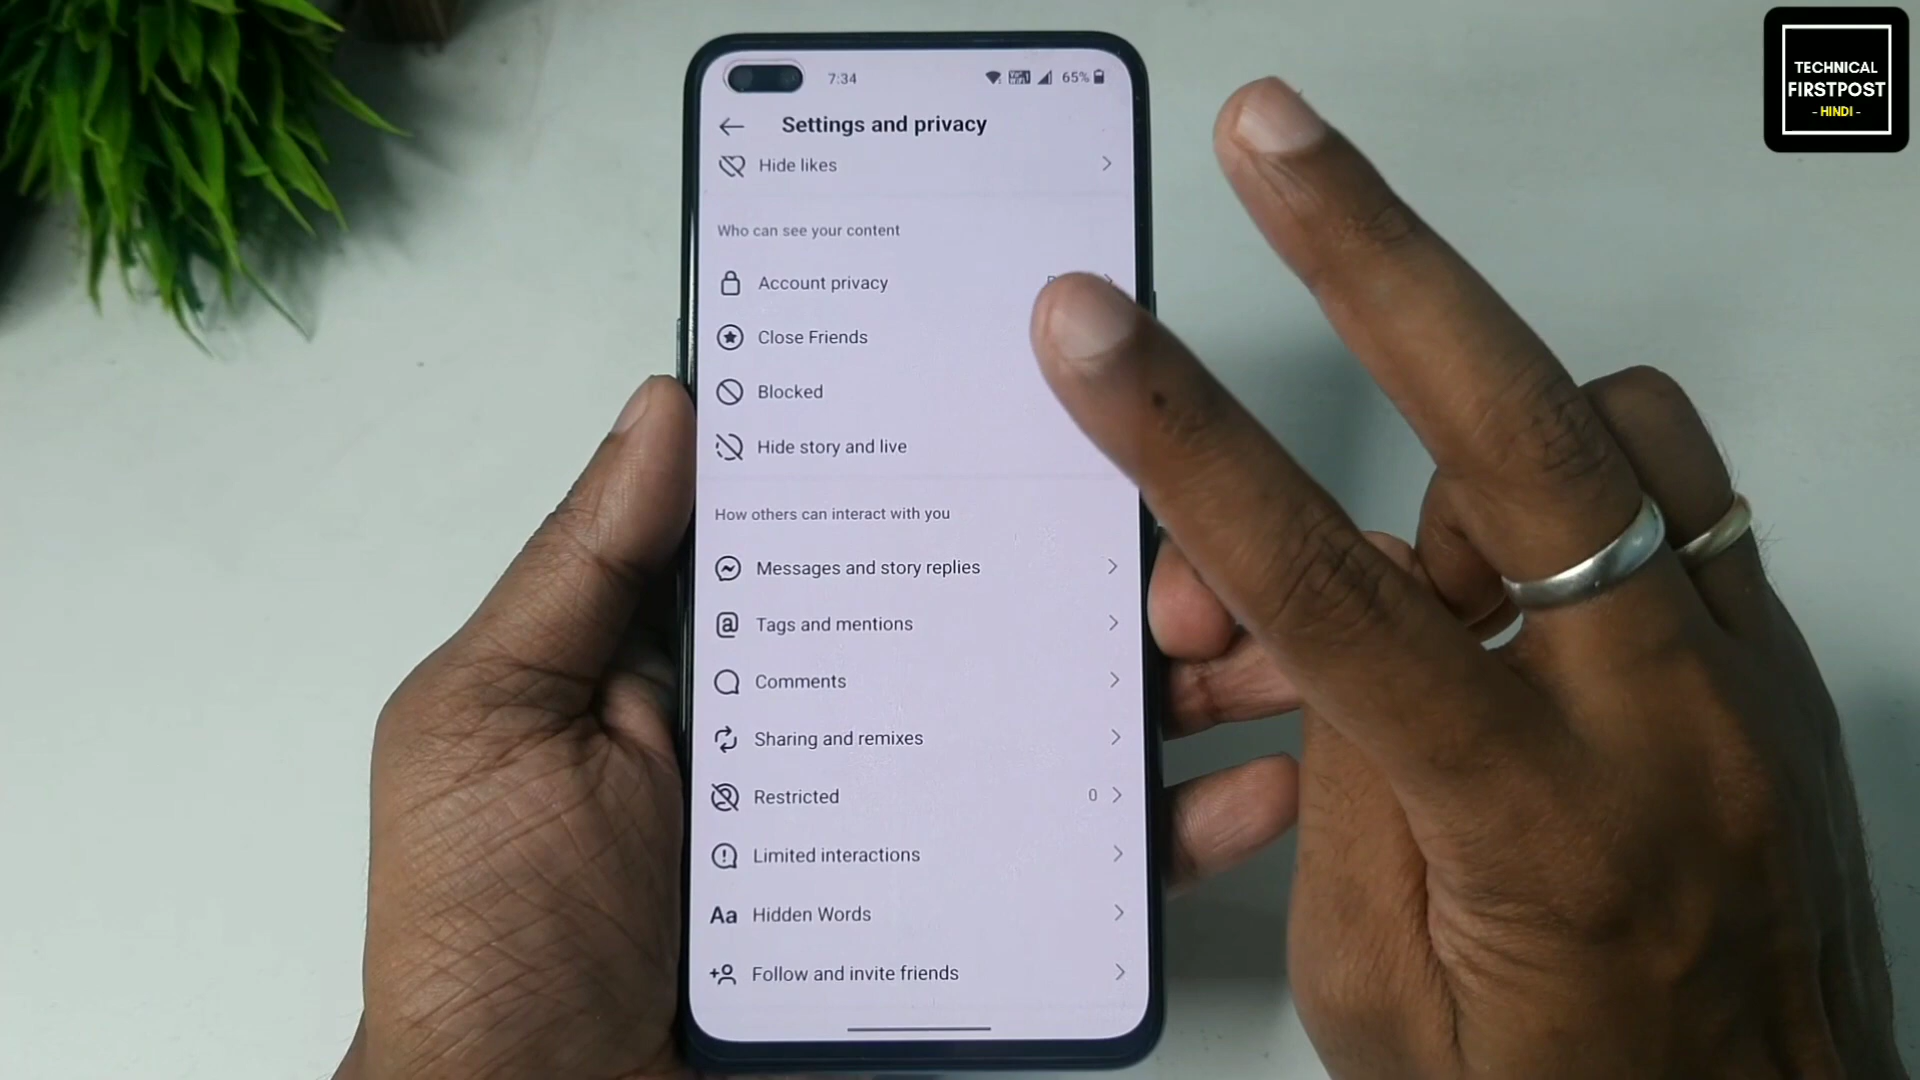 TECHNICAL
FIRSTPOST
- HINDI -
7:34
65%
Settings and privacy
Hide likes
Who can see your content
Account privacy
Close Friends
Blocked
Hide story and live
How others can interact with you
Messages and story replies
Tags and mentions
Comments
Sharing and remixes
Restricted 0
Limited interactions
Aa Hidden Words
Follow and invite friends